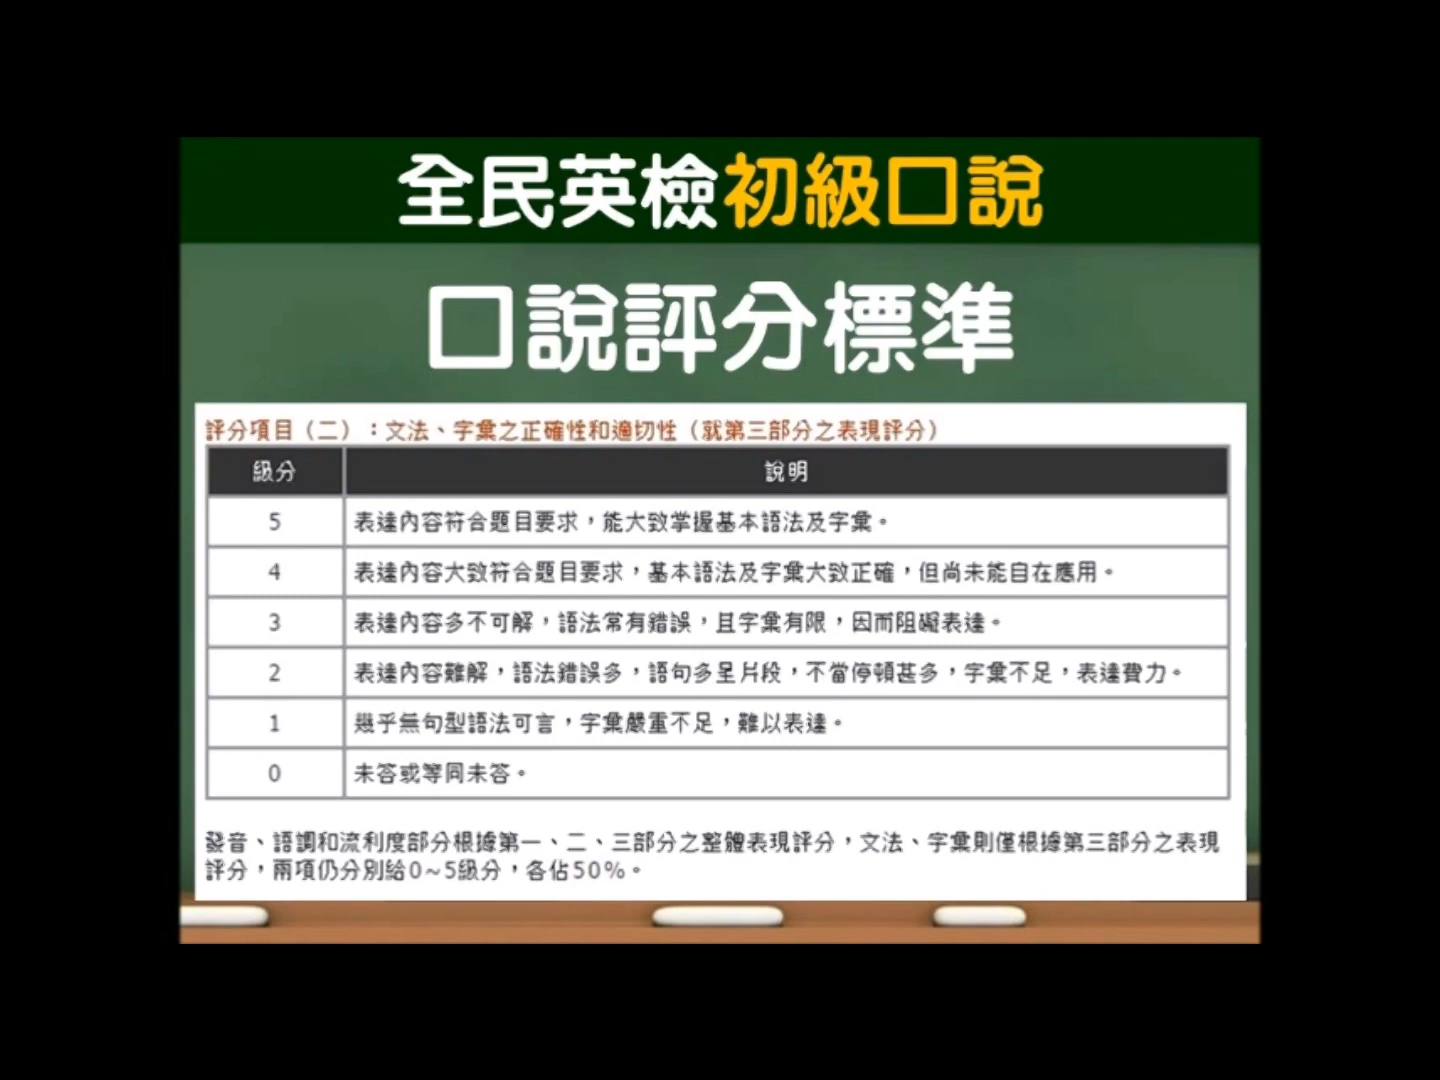 全民英檢初級口說
口說評分標準
評分項目（二）：文法、字彙之正確性和適切性（就第三部分之表現評分）
級分 說明
5 表達內容符合題目要求，能大致掌握基本語法及字彙。
4 表達內容大致符合題目要求，基本語法及字彙大致正確，但尚未能自在應用。
3 表達內容多不可解，語法常有錯誤，且字彙有限，因而阻礙表達。
2 表達內容難解，語法錯誤多，語句多呈片段，不當停頓甚多，字彙不足，表達費力。
1 幾乎無句型語法可言，字彙嚴重不足，難以表達。
0 未答或等同未答。
發音、語調和流利度部分根據第一、二、三部分之整體表現評分，文法、字彙則僅根據第三部分之表現
評分，兩項仍分別給0~5級分，各佔50%。